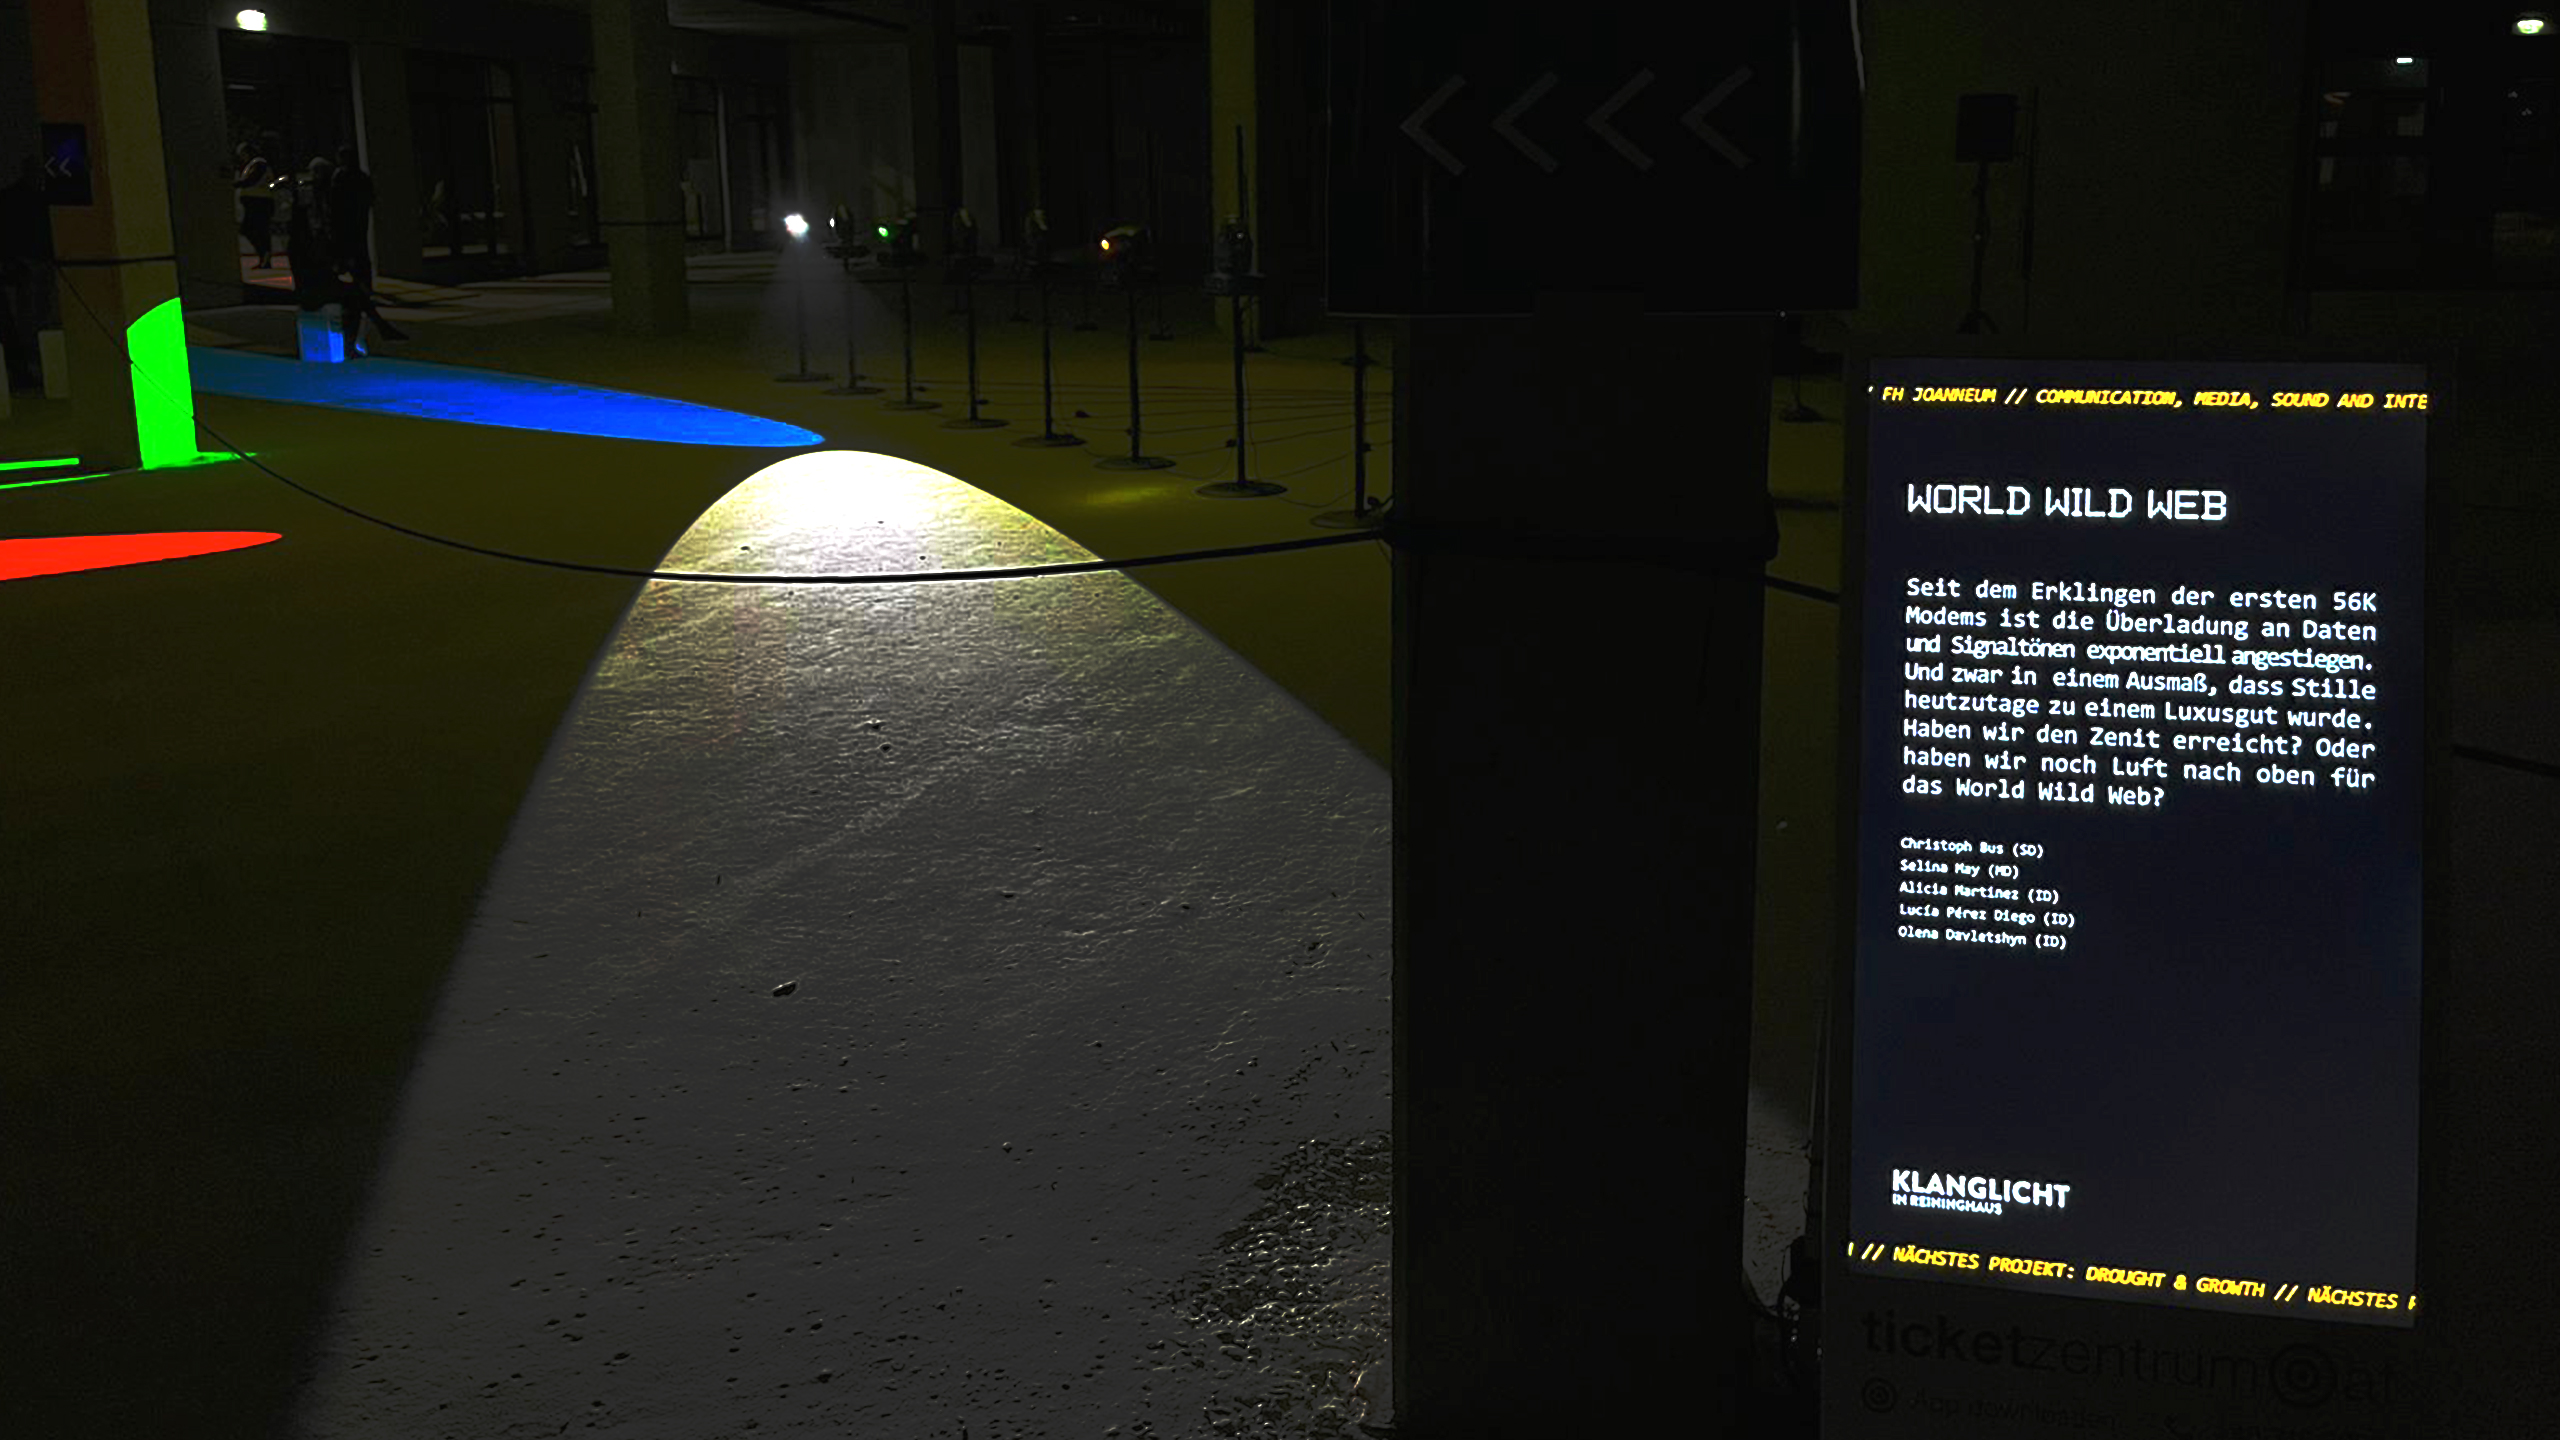 ' FH JOANNEUM // COMMUNICATION, MEDIA, SOUND AND INTE
WORLD WILD WEB
Seit dem Erklingen der ersten 56K
Modems ist die Überladung an Daten
und Signaltönen exponentiell angestiegen.
Und zwar in einem Ausmaß, dass Stille
heutzutage zu einem Luxusgut wurde.
Haben wir den Zenit erreicht? Oder
haben wir noch Luft nach oben für
das World Wild Web?
Christoph Bus (SD)
Selina May (MD)
Alicia Martinez (ID)
Lucía Pérez Diego (ID)
Olena Davletshyn (ID)
KLANGLICHT
IN REININGHAUS
// NÄCHSTES PROJEKT: DROUGHT & GROWTH // NÄCHSTES
ticketzentrum at
App downloaden